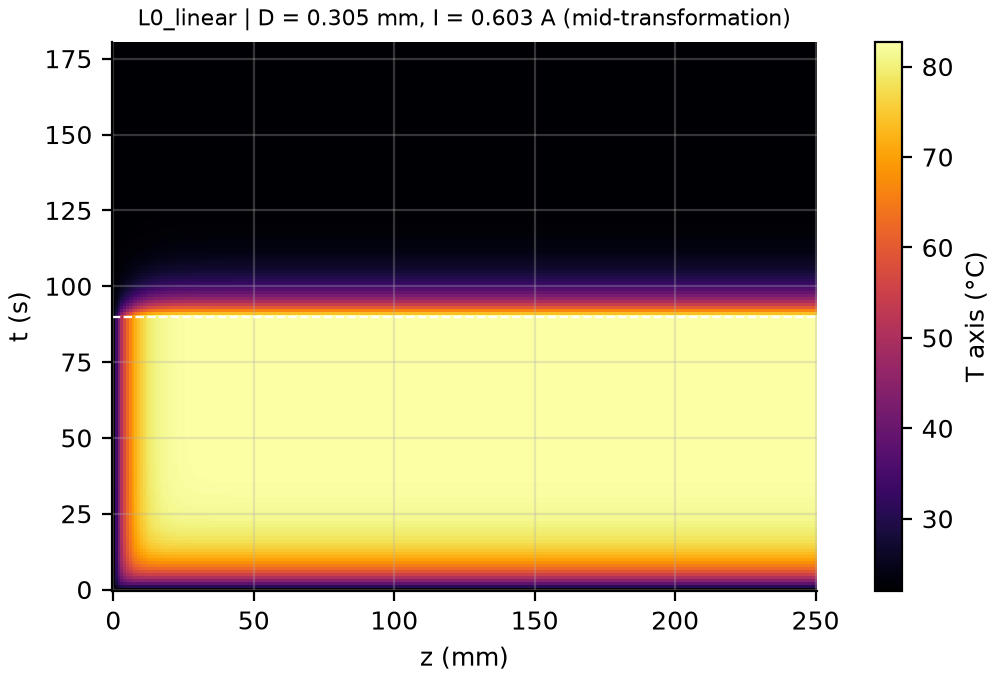 L0_linear | D = 0.305 mm, I = 0.603 A (mid-transformation)
175
150
125
100
75
50
25
0
t (s)
0 50 100 150 200 250
z (mm)
80
70
60
50
40
30
T axis (°C)